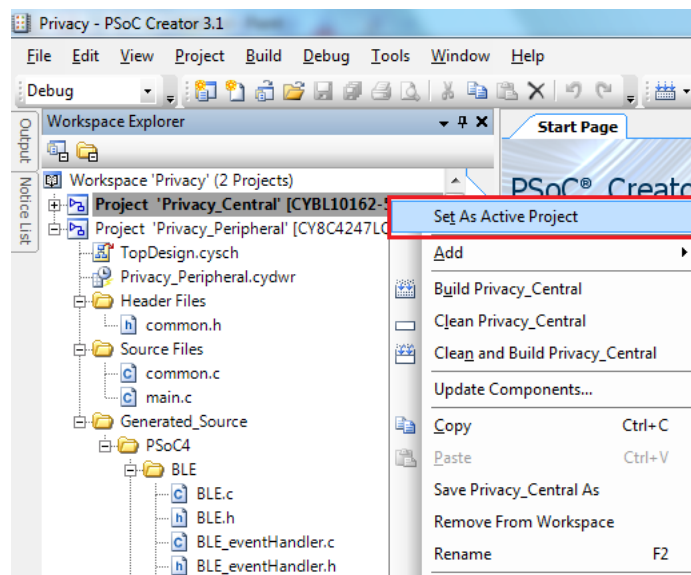 Privacy - PSoC Creator 3.1
File Edit View Project Build Debug Tools Window Help
Debug
Output
Notice List
Workspace Explorer
Start Page
PSoC® Creato
Workspace 'Privacy' (2 Projects)
Project 'Privacy_Central' [CYBL10162-5
Project 'Privacy_Peripheral' [CY8C4247LC
TopDesign.cysch
Privacy_Peripheral.cydwr
Header Files
common.h
Source Files
common.c
main.c
Generated_Source
PSoC4
BLE
BLE.c
BLE.h
BLE_eventHandler.c
BLE_eventHandler.h
Set As Active Project
Add
Build Privacy_Central
Clean Privacy_Central
Clean and Build Privacy_Central
Update Components...
Copy Ctrl+C
Paste Ctrl+V
Save Privacy_Central As
Remove From Workspace
Rename F2